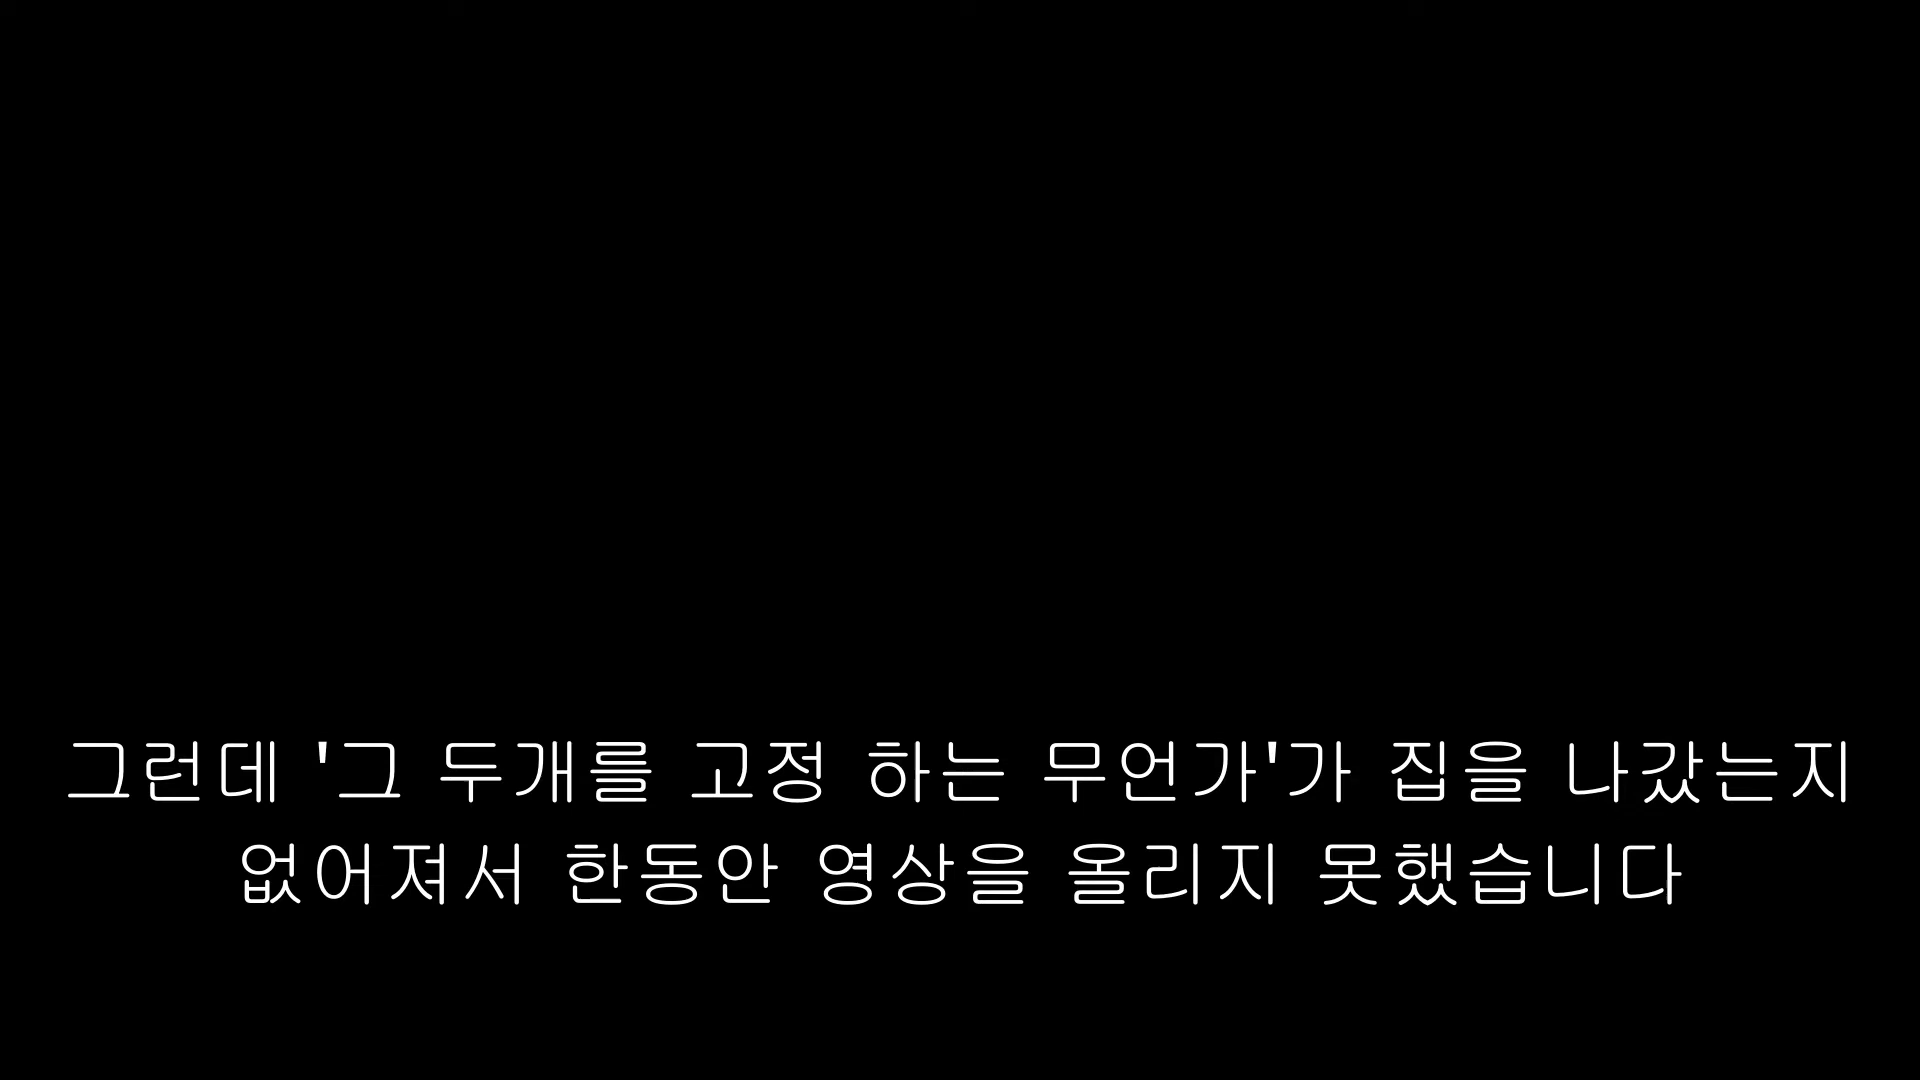 그런데 '그 두개를 고정 하는 무언가'가 집을 나갔는지
없어져서 한동안 영상을 올리지 못했습니다